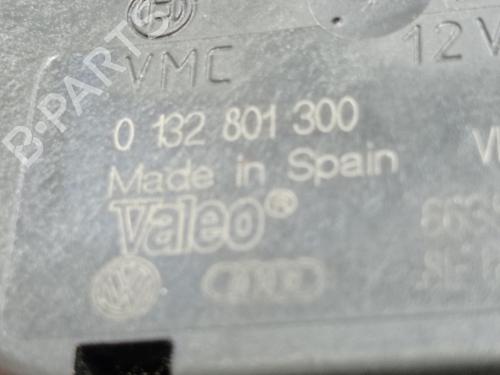 B-PARTS
VMC
12V
0 132 801 300
Made in Spain
Valeo®